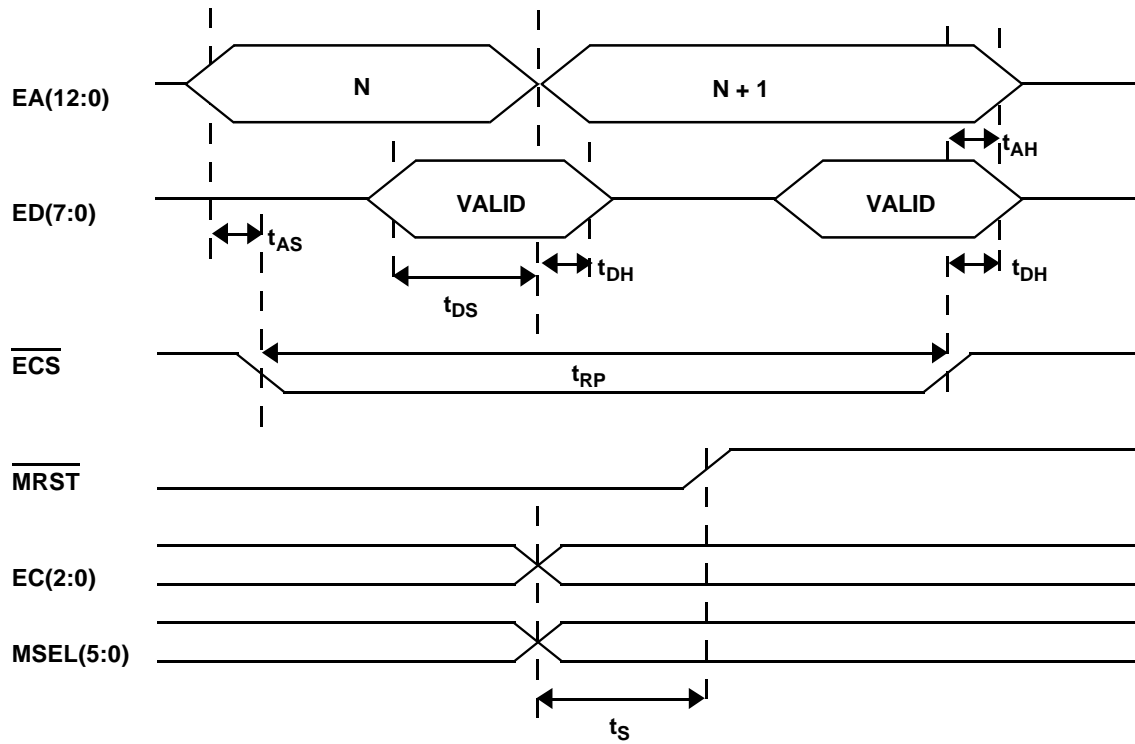 EA(12:0)
N
N + 1
tAH
ED(7:0)
VALID
VALID
tAS
tDH
tDH
tDS
ECS
tRP
MRST
EC(2:0)
MSEL(5:0)
tS